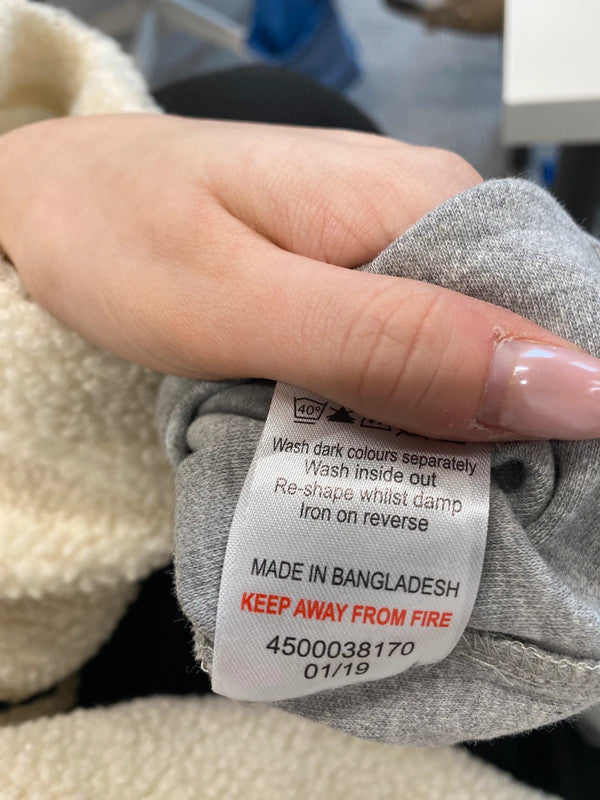 40°
Wash dark colours separately
Wash inside out
Re-shape whilst damp
Iron on reverse
MADE IN BANGLADESH
KEEP AWAY FROM FIRE
4500038170
01/19